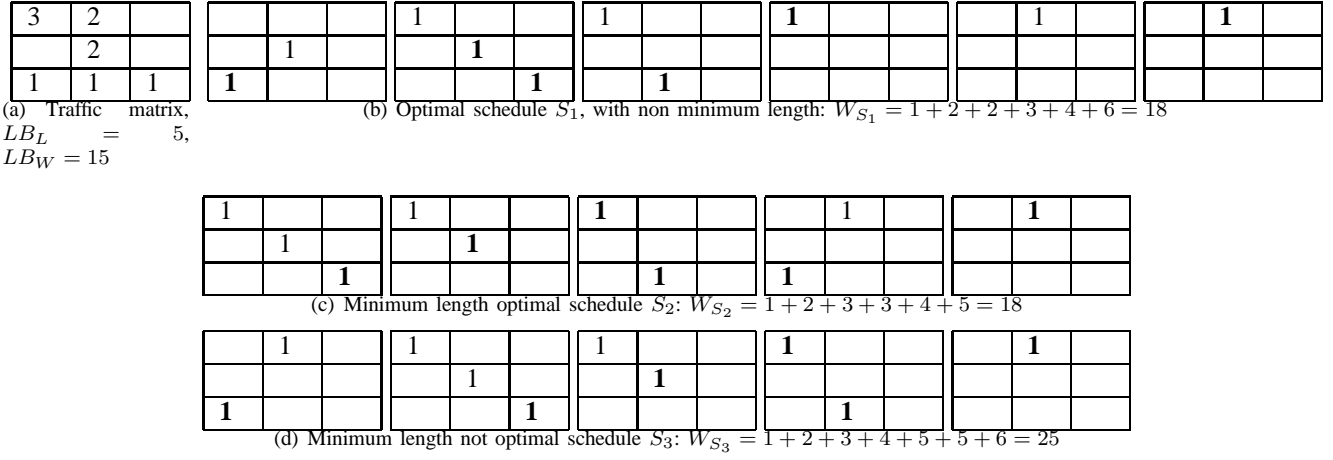 3 2 1 1 1 1 1
2 1 1
1 1 1 1 1 1
(a) Traffic matrix,
LB_L = 5,
LB_W = 15
(b) Optimal schedule S_1, with non minimum length: W_{S_1} = 1 + 2 + 2 + 3 + 4 + 6 = 18
1 1 1 1 1
1 1
1 1 1
(c) Minimum length optimal schedule S_2: W_{S_2} = 1 + 2 + 3 + 3 + 4 + 5 = 18
1 1 1 1 1
1 1
1 1 1
(d) Minimum length not optimal schedule S_3: W_{S_3} = 1 + 2 + 3 + 4 + 5 + 5 + 6 = 25